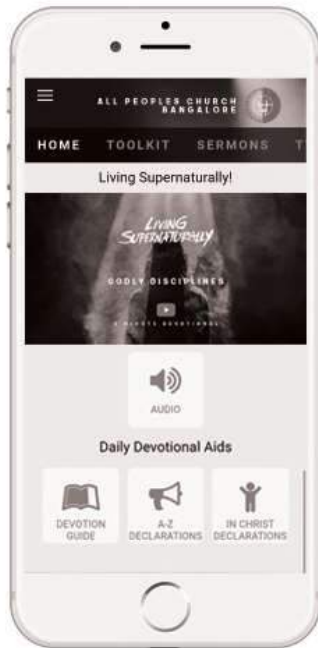 ALL PEOPLES CHURCH
BANGALORE
HOME TOOLKIT SERMONS T
Living Supernaturally!
LIVING
SUPERNATURALLY
GODLY DISCIPLINES
DEVOTIONAL
AUDIO
Daily Devotional Aids
DEVOTION
GUIDE
A-Z
DECLARATIONS
IN CHRIST
DECLARATIONS